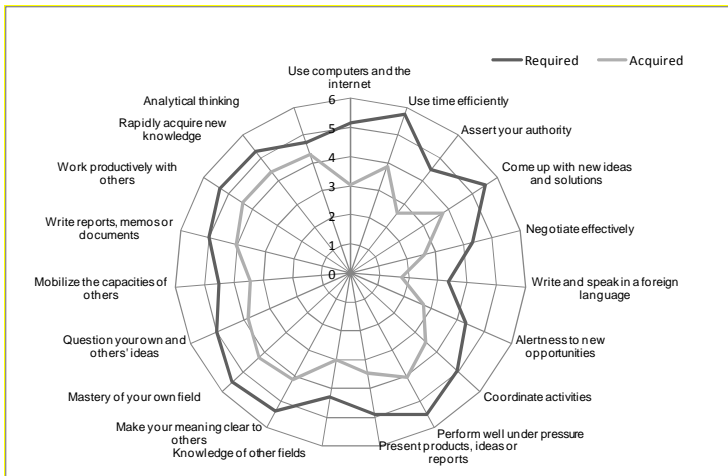 Required
Acquired
Use computers and the
internet
Use time efficiently
Assert your authority
Come up with new ideas
and solutions
Negotiate effectively
Write and speak in a foreign
language
Alertness to new
opportunities
Coordinate activities
Perform well under pressure
Present products, ideas or
reports
Knowledge of other fields
Make your meaning clear to
others
Mastery of your own field
Question your own and
others' ideas
Mobilize the capacities of
others
Write reports, memos or
documents
Work productively with
others
Rapidly acquire new
knowledge
Analytical thinking
6
5
4
3
2
1
0